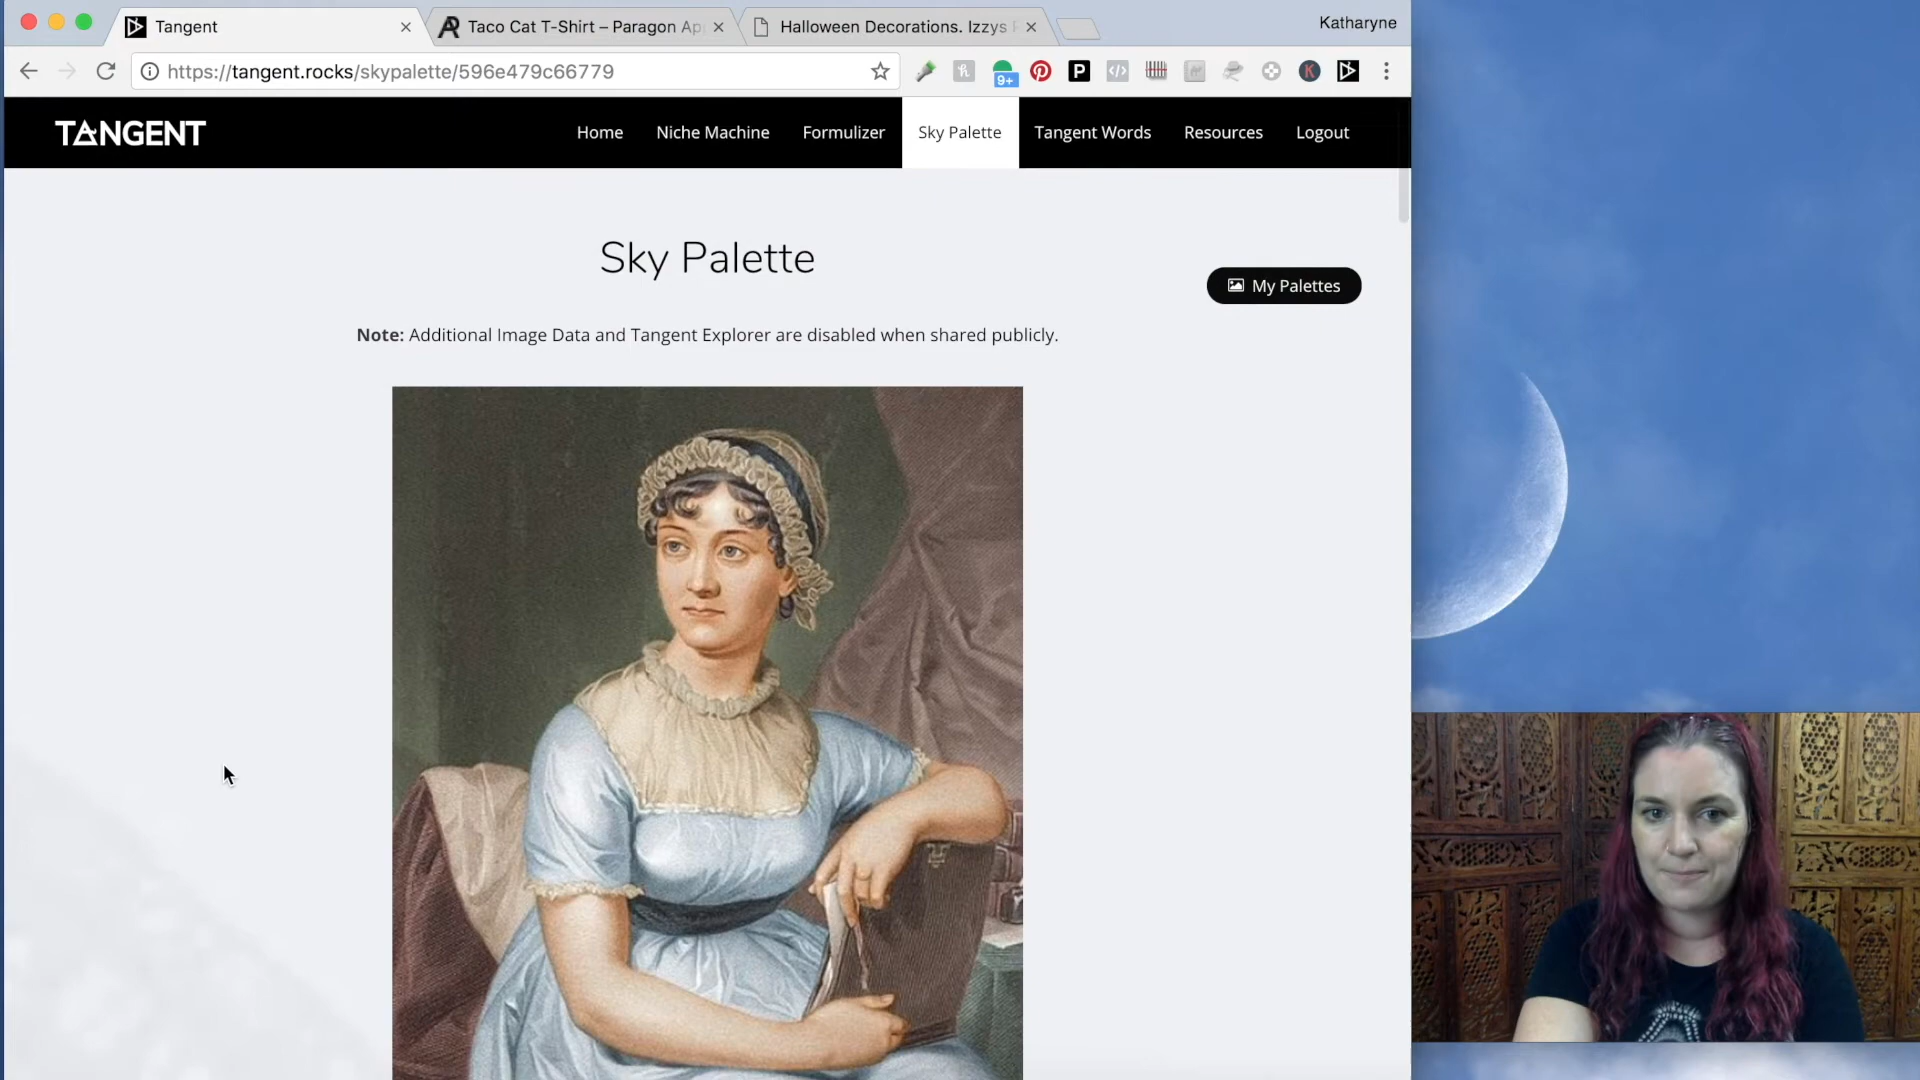 Tangent
Taco Cat T-Shirt – Paragon Ap
Halloween Decorations. Izzys
Katharyne
https://tangent.rocks/skypalette/596e479c66779
9+
P
K
TANGENT
Home
Niche Machine
Formulizer
Sky Palette
Tangent Words
Resources
Logout
Sky Palette
My Palettes
Note: Additional Image Data and Tangent Explorer are disabled when shared publicly.